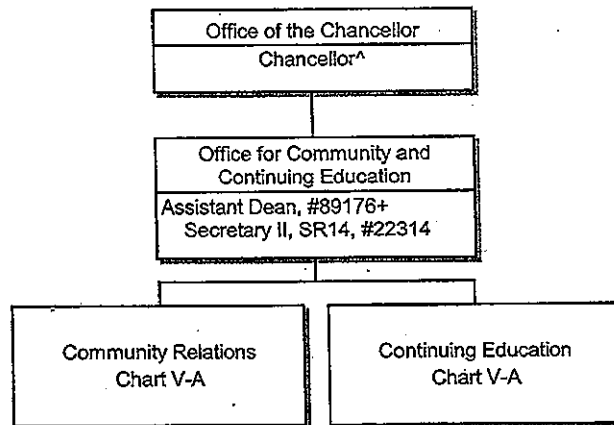 Office of the Chancellor
Chancellor^
Office for Community and
Continuing Education
Assistant Dean, #89176+
Secretary II, SR14, #22314
Community Relations
Chart V-A
Continuing Education
Chart V-A